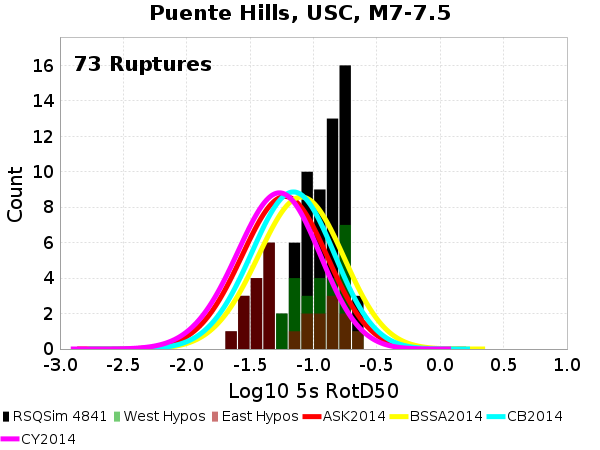 Puente Hills, USC, M7-7.5
73 Ruptures
Count
16
14
12
10
8
6
4
2
0
-3.0 -2.5 -2.0 -1.5 -1.0 -0.5 0.0 0.5 1.0
Log10 5s RotD50
RSQSim 4841 West Hypos East Hypos ASK2014 BSSA2014 CB2014
CY2014